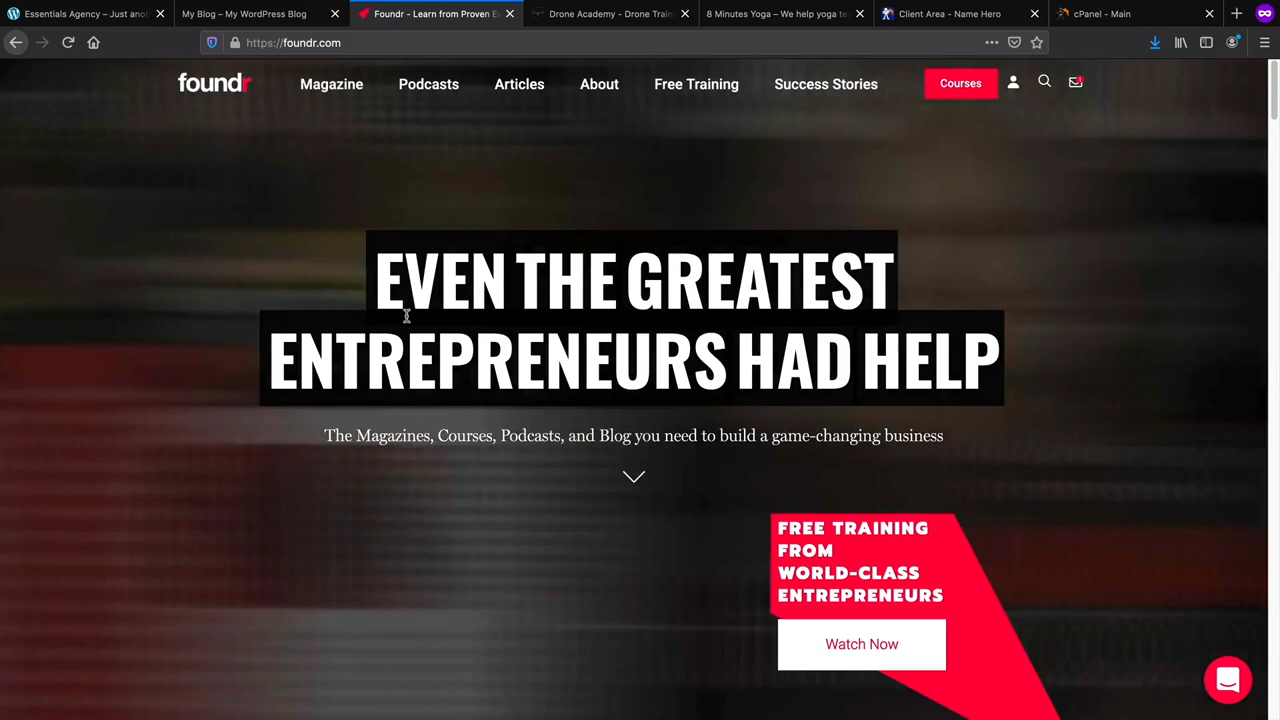 Essentials Agency – Just anot
My Blog – My WordPress Blog
Foundr - Learn from Proven E
Drone Academy - Drone Train
8 Minutes Yoga – We help yoga te
Client Area - Name Hero
cPanel - Main
https://foundr.com
foundr
Magazine
Podcasts
Articles
About
Free Training
Success Stories
Courses
EVEN THE GREATEST
ENTREPRENEURS HAD HELP
The Magazines, Courses, Podcasts, and Blog you need to build a game-changing business
FREE TRAINING
FROM
WORLD-CLASS
ENTREPRENEURS
Watch Now